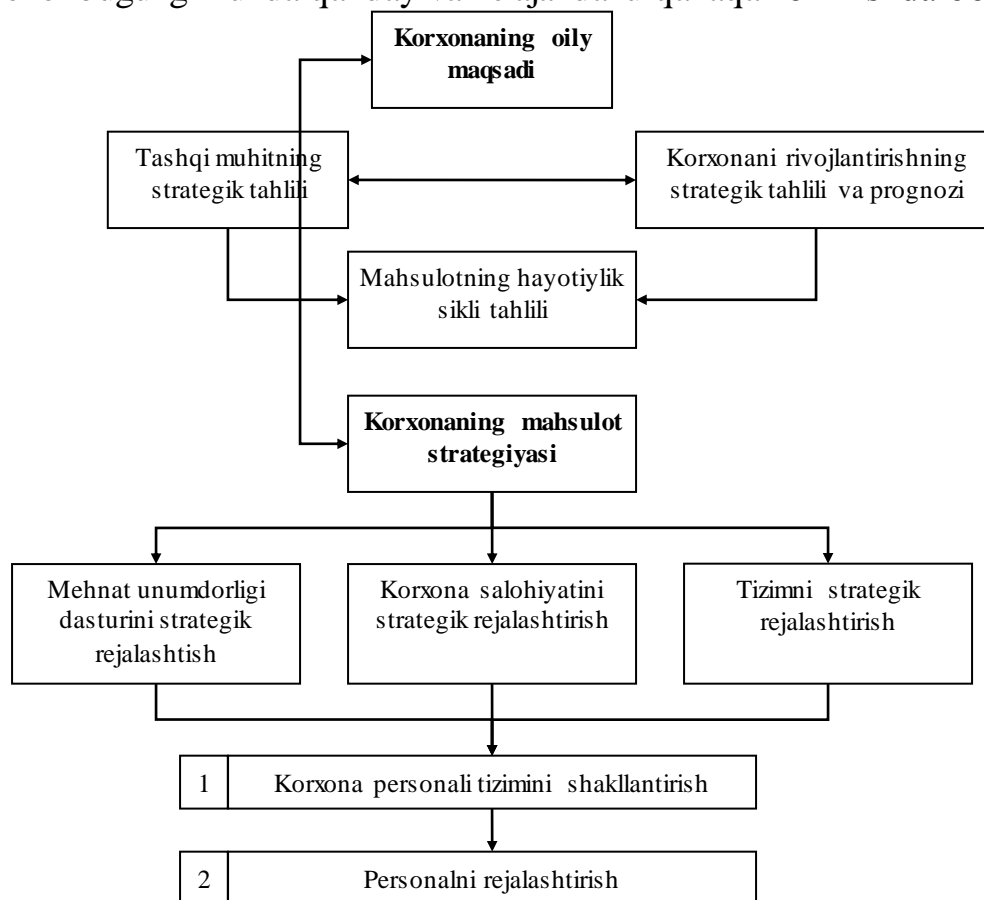 Korxonaning oily
maqsadi
Tashqi muhitning
strategik tahlili
Korxonani rivojlantirishning
strategik tahlili va prognozi
Mahsulotning hayotiylik
sikli tahlili
Korxonaning mahsulot
strategiyasi
Mehnat unumdorligi
dasturini strategik
rejalashtish
Korxona salohiyatini
strategik rejalashtirish
Tizimni strategik
rejalashtirish
1 Korxona personali tizimini shakllantirish
2 Personalni rejalashtirish